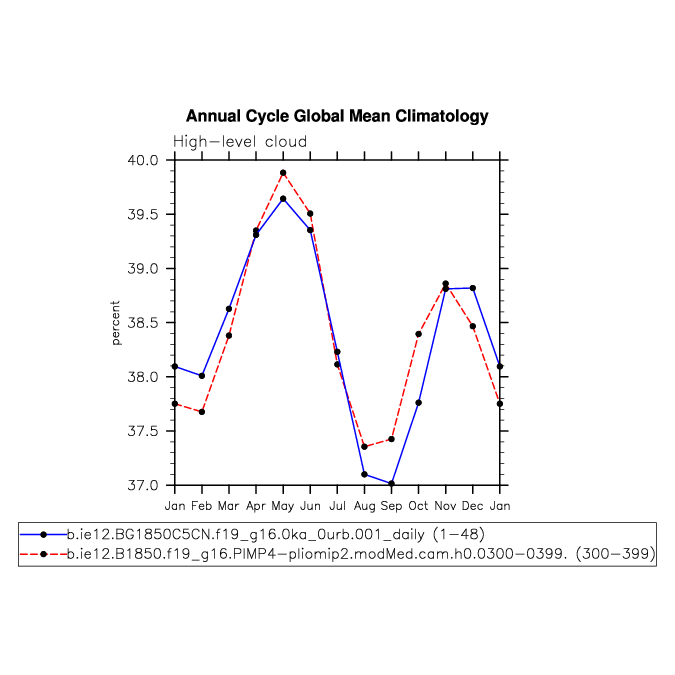 Annual Cycle Global Mean Climatology
High-level cloud
40.0
39.5
39.0
38.5
38.0
37.5
37.0
percent
Jan Feb Mar Apr May Jun Jul Aug Sep Oct Nov Dec Jan
b.ie12.BG1850C5CN.f19_g16.0ka_0urb.001_daily (1-48)
b.ie12.B1850.f19_g16.PIMP4-pliomip2.modMed.cam.h0.0300-0399. (300-399)